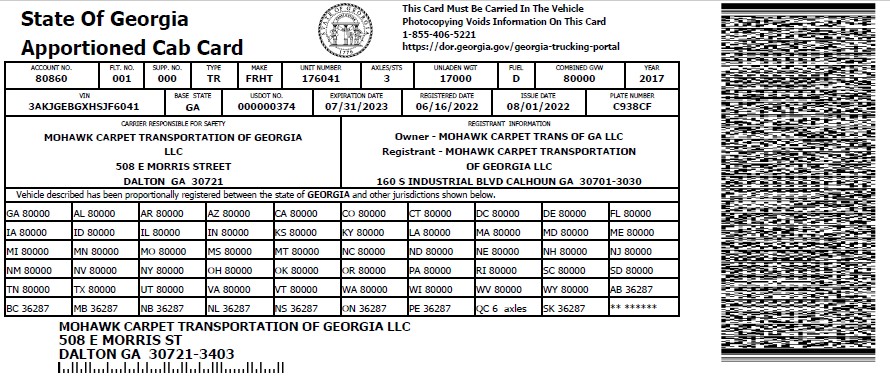 State Of Georgia
Apportioned Cab Card
This Card Must Be Carried In The Vehicle
Photocopying Voids Information On This Card
1-855-406-5221
https://dor.georgia.gov/georgia-trucking-portal
ACCOUNT NO. FLT. NO. SUPP. NO. TYPE MAKE UNIT NUMBER AXLES/STS UNLADEN WGT FUEL COMBINED GVW YEAR
80860 001 000 TR FRHT 176041 3 17000 D 80000 2017
VIN BASE STATE USDOT NO. EXPIRATION DATE REGISTERED DATE ISSUE DATE PLATE NUMBER
3AKJGEBGXHSJF6041 GA 000000374 07/31/2023 06/16/2022 08/01/2022 C938CF
CARRIER RESPONSIBLE FOR SAFETY
MOHAWK CARPET TRANSPORTATION OF GEORGIA
LLC
508 E MORRIS STREET
DALTON GA 30721
REGISTRANT INFORMATION
Owner - MOHAWK CARPET TRANS OF GA LLC
Registrant - MOHAWK CARPET TRANSPORTATION
OF GEORGIA LLC
160 S INDUSTRIAL BLVD CALHOUN GA 30701-3030
Vehicle described has been proportionally registered between the state of GEORGIA and other jurisdictions shown below.
GA 80000 AL 80000 AR 80000 AZ 80000 CA 80000 CO 80000 CT 80000 DC 80000 DE 80000 FL 80000
IA 80000 ID 80000 IL 80000 IN 80000 KS 80000 KY 80000 LA 80000 MA 80000 MD 80000 ME 80000
MI 80000 MN 80000 MO 80000 MS 80000 MT 80000 NC 80000 ND 80000 NE 80000 NH 80000 NJ 80000
NM 80000 NV 80000 NY 80000 OH 80000 OK 80000 OR 80000 PA 80000 RI 80000 SC 80000 SD 80000
TN 80000 TX 80000 UT 80000 VA 80000 VT 80000 WA 80000 WI 80000 WV 80000 WY 80000 AB 36287
BC 36287 MB 36287 NB 36287 NL 36287 NS 36287 ON 36287 PE 36287 QC 6 axles SK 36287 ** ******
MOHAWK CARPET TRANSPORTATION OF GEORGIA LLC
508 E MORRIS ST
DALTON GA 30721-3403